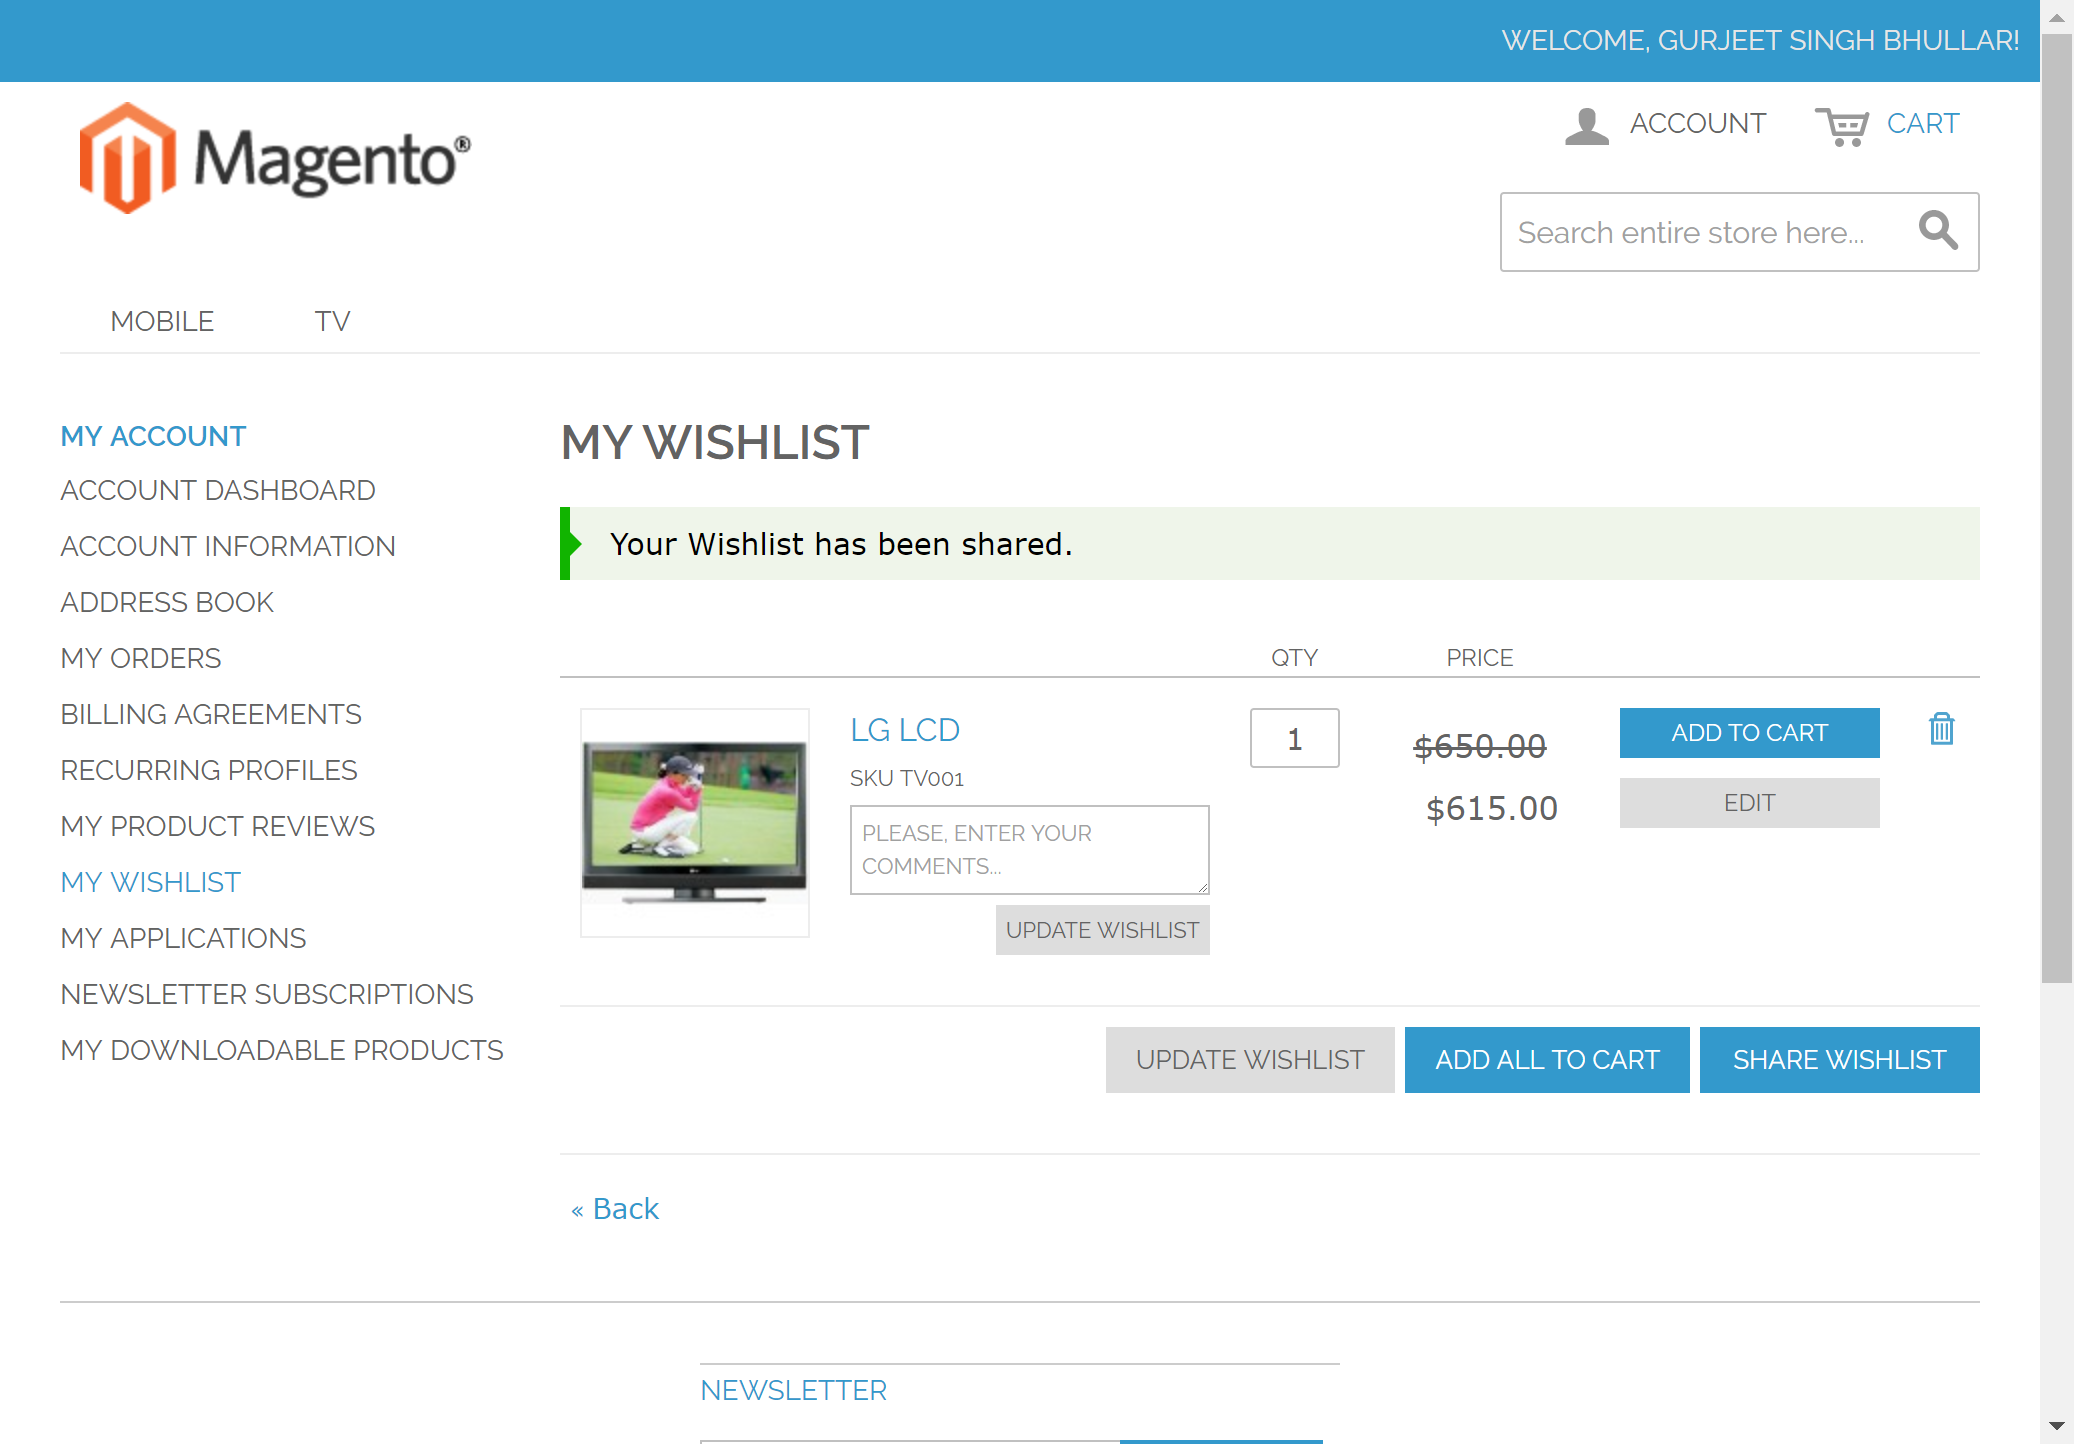 WELCOME, GURJEET SINGH BHULLAR!
Magento®
ACCOUNT
CART
Search entire store here...
MOBILE
TV
MY ACCOUNT
ACCOUNT DASHBOARD
ACCOUNT INFORMATION
ADDRESS BOOK
MY ORDERS
BILLING AGREEMENTS
RECURRING PROFILES
MY PRODUCT REVIEWS
MY WISHLIST
MY APPLICATIONS
NEWSLETTER SUBSCRIPTIONS
MY DOWNLOADABLE PRODUCTS
MY WISHLIST
Your Wishlist has been shared.
QTY
PRICE
LG LCD
SKU TV001
PLEASE, ENTER YOUR
COMMENTS...
UPDATE WISHLIST
1
$650.00
$615.00
ADD TO CART
EDIT
UPDATE WISHLIST
ADD ALL TO CART
SHARE WISHLIST
« Back
NEWSLETTER